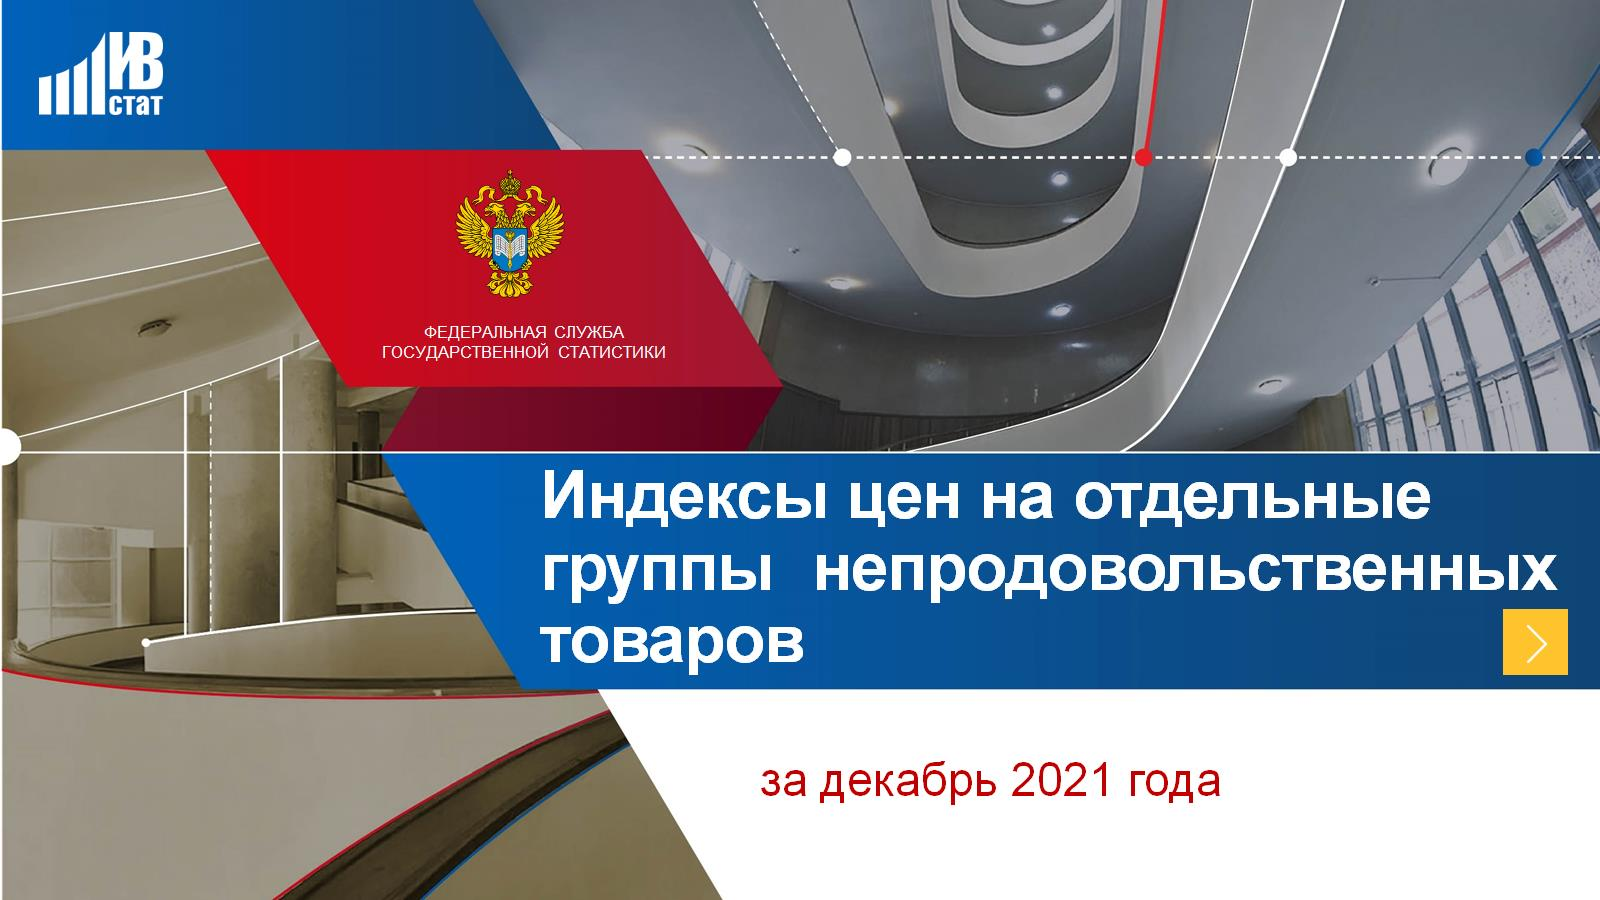 ИВ
стат
ФЕДЕРАЛЬНАЯ СЛУЖБА
ГОСУДАРСТВЕННОЙ СТАТИСТИКИ
Индексы цен на отдельные
группы непродовольственных
товаров
за декабрь 2021 года